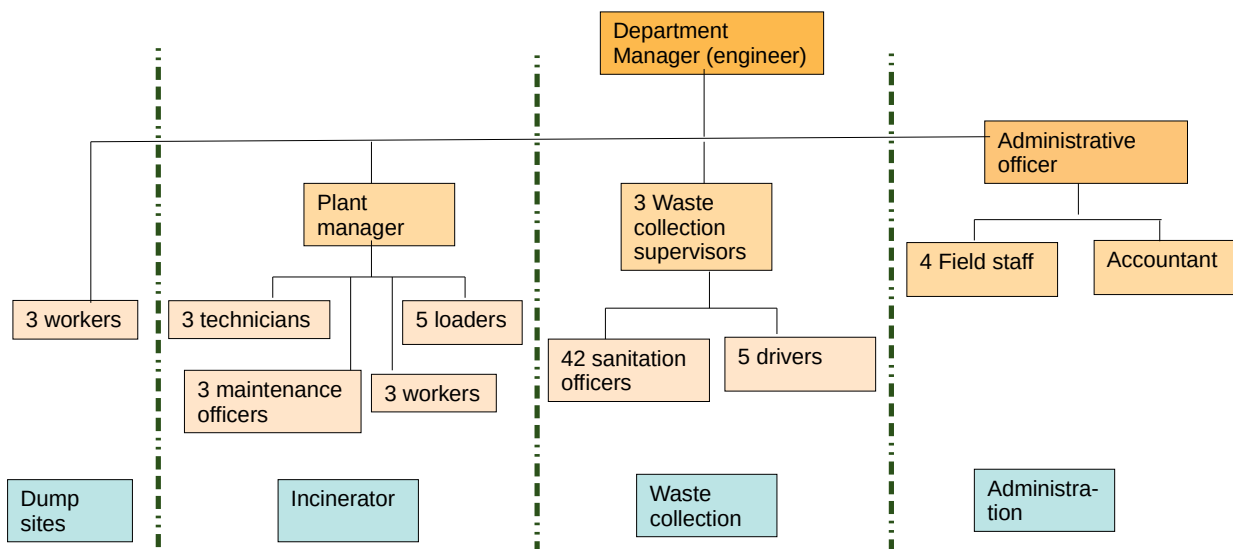 Department
Manager (engineer)
Administrative
officer
Plant
manager
3 Waste
collection
supervisors
4 Field staff
Accountant
3 workers
3 technicians
5 loaders
3 maintenance
officers
3 workers
42 sanitation
officers
5 drivers
Dump
sites
Incinerator
Waste
collection
Administra-
tion